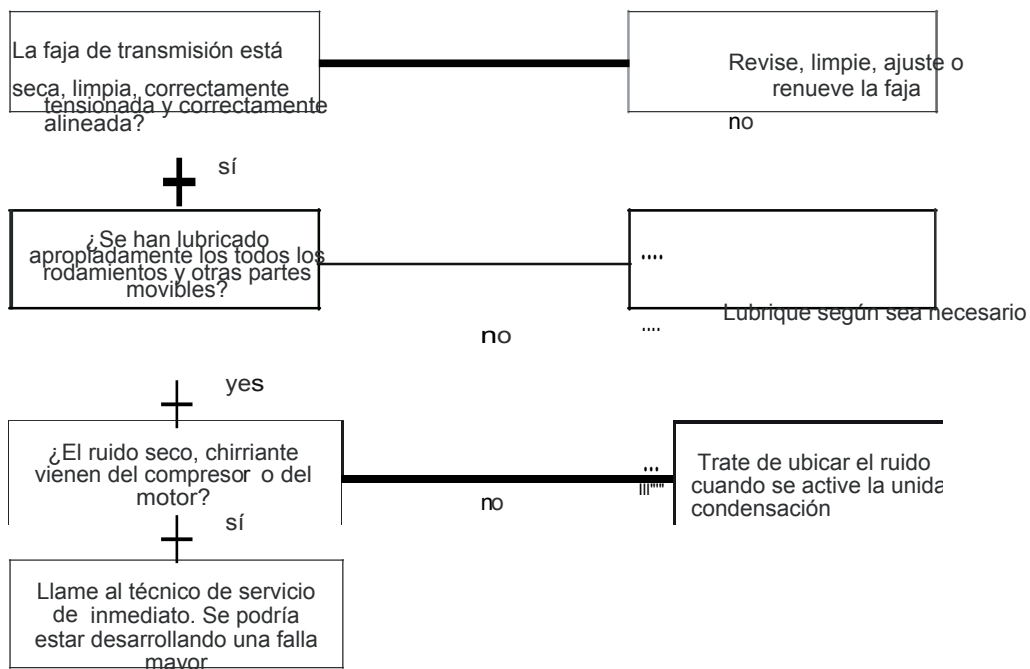 La faja de transmisión está
seca, limpia, correctamente
tensionada y correctamente
alineada?
Revise, limpie, ajuste o
renueve la faja
no
sí
¿Se han lubricado
apropiadamente los todos los
rodamientos y otras partes
movibles?
Lubrique según sea necesario
no
yes
¿El ruido seco, chirriante
vienen del compresor o del
motor?
no
Trate de ubicar el ruido
cuando se active la unida
condensación
sí
Llame al técnico de servicio
de inmediato. Se podría
estar desarrollando una falla
mayor